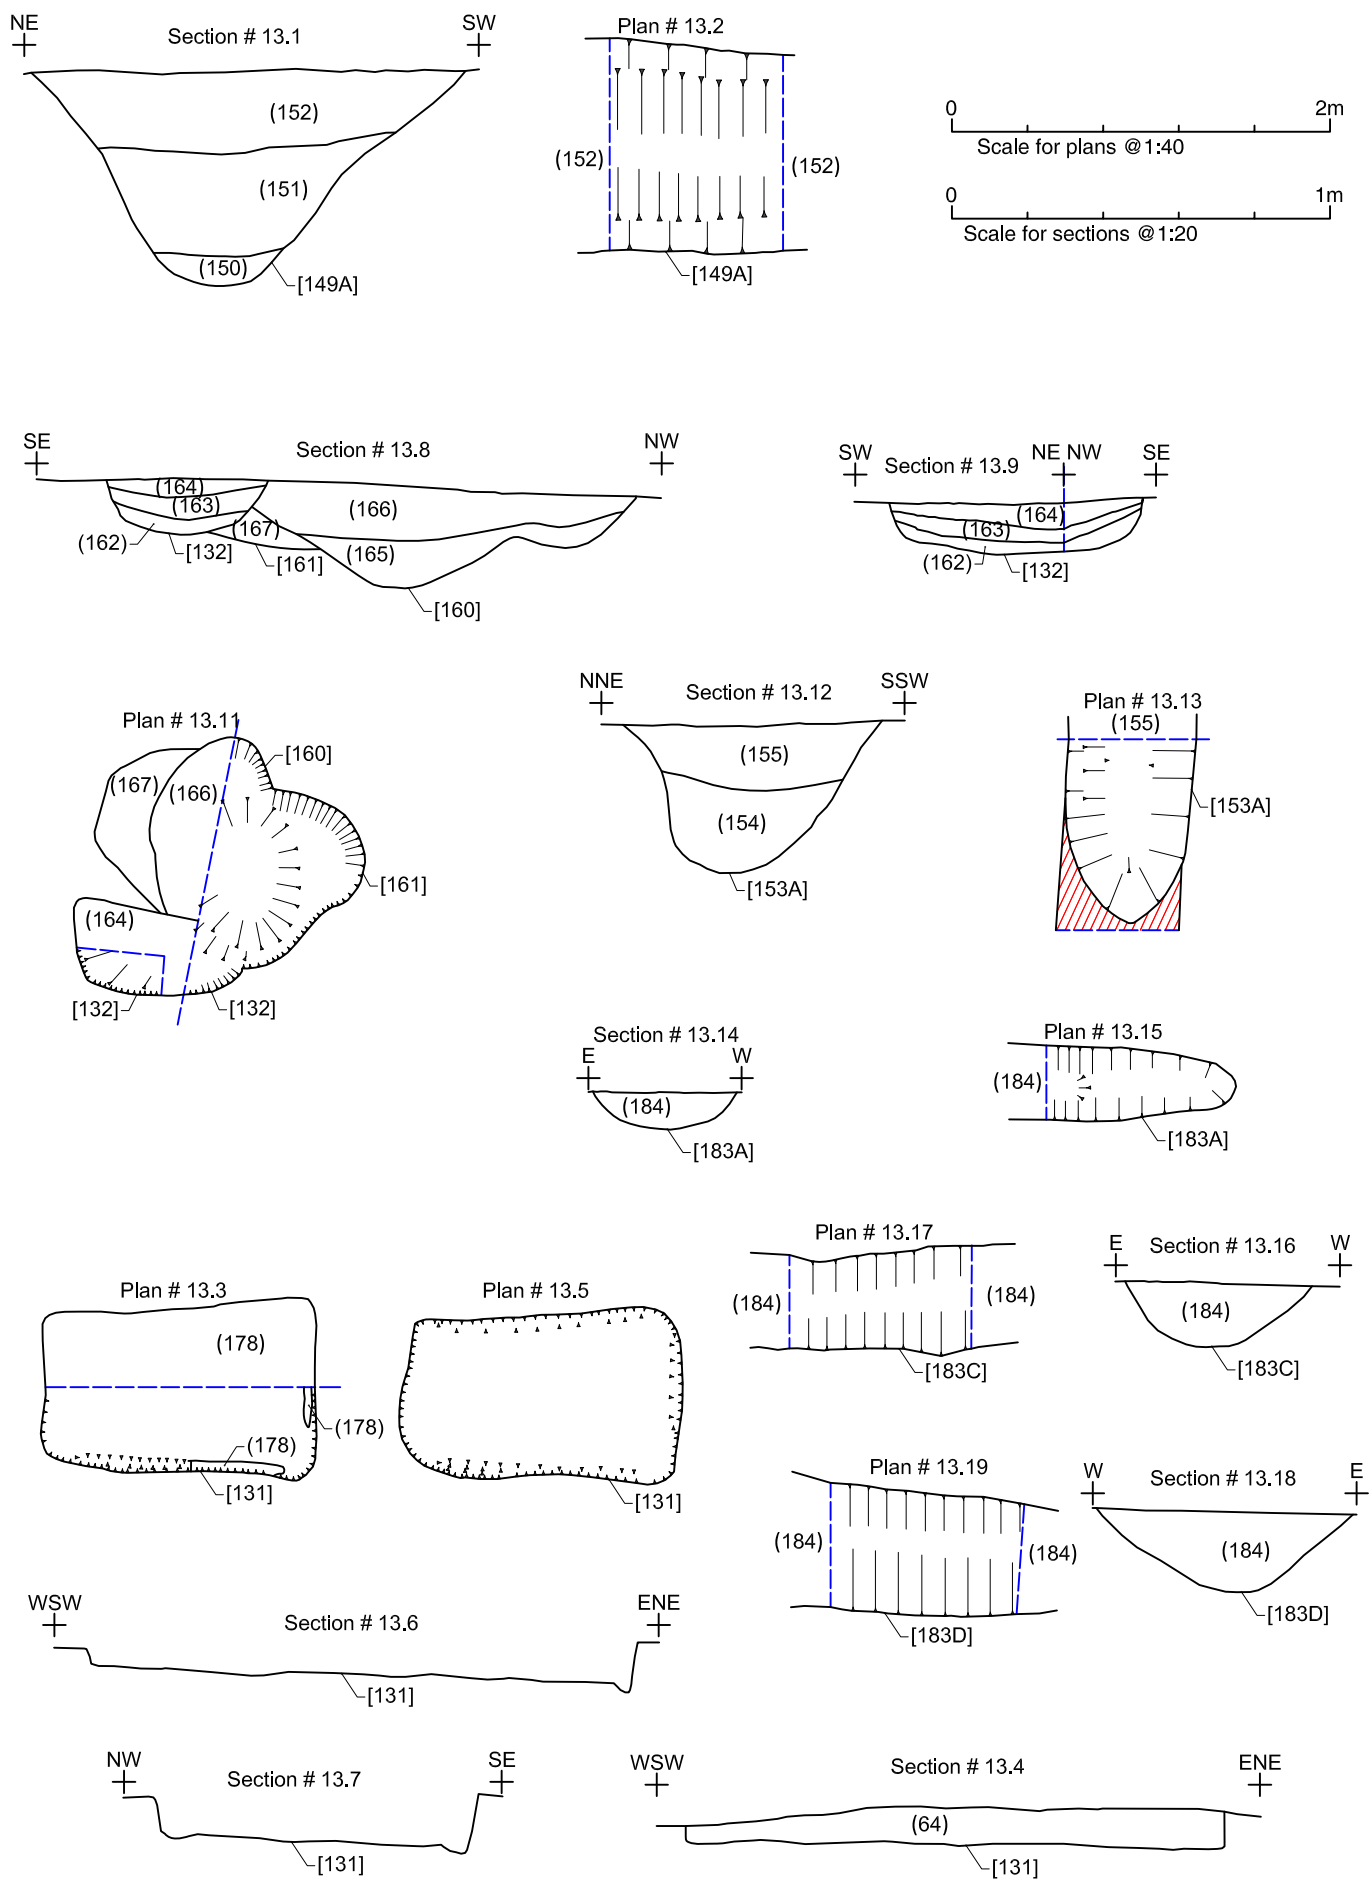 NE
Section # 13.1
SW
(152)
(151)
(150)
[149A]
Plan # 13.2
(152)
(152)
[149A]
0
2m
Scale for plans @1:40
0
1m
Scale for sections @1:20
SE
Section # 13.8
NW
(164)
(163)
(166)
(162)
(167)
[132]
[161]
(165)
[160]
SW
Section # 13.9
NE
NW
SE
(164)
(163)
(162)
[132]
Plan # 13.11
[160]
(167)
(166)
[161]
(164)
[132]
[132]
NNE
Section # 13.12
SSW
(155)
(154)
[153A]
Plan # 13.13
(155)
[153A]
Section # 13.14
E
W
(184)
[183A]
Plan # 13.15
(184)
[183A]
Plan # 13.17
(184)
(184)
[183C]
E
Section # 13.16
W
(184)
[183C]
Plan # 13.3
(178)
(178)
(178)
[131]
Plan # 13.5
[131]
Plan # 13.19
(184)
(184)
[183D]
W
Section # 13.18
E
(184)
[183D]
WSW
Section # 13.6
ENE
[131]
NW
Section # 13.7
SE
[131]
WSW
Section # 13.4
ENE
(64)
[131]